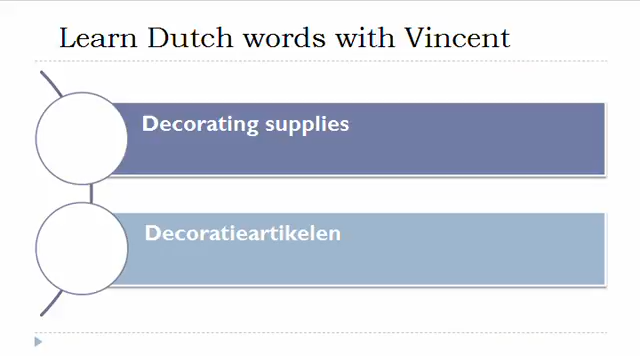 Learn Dutch words with Vincent
Decorating supplies
Decoratieartikelen